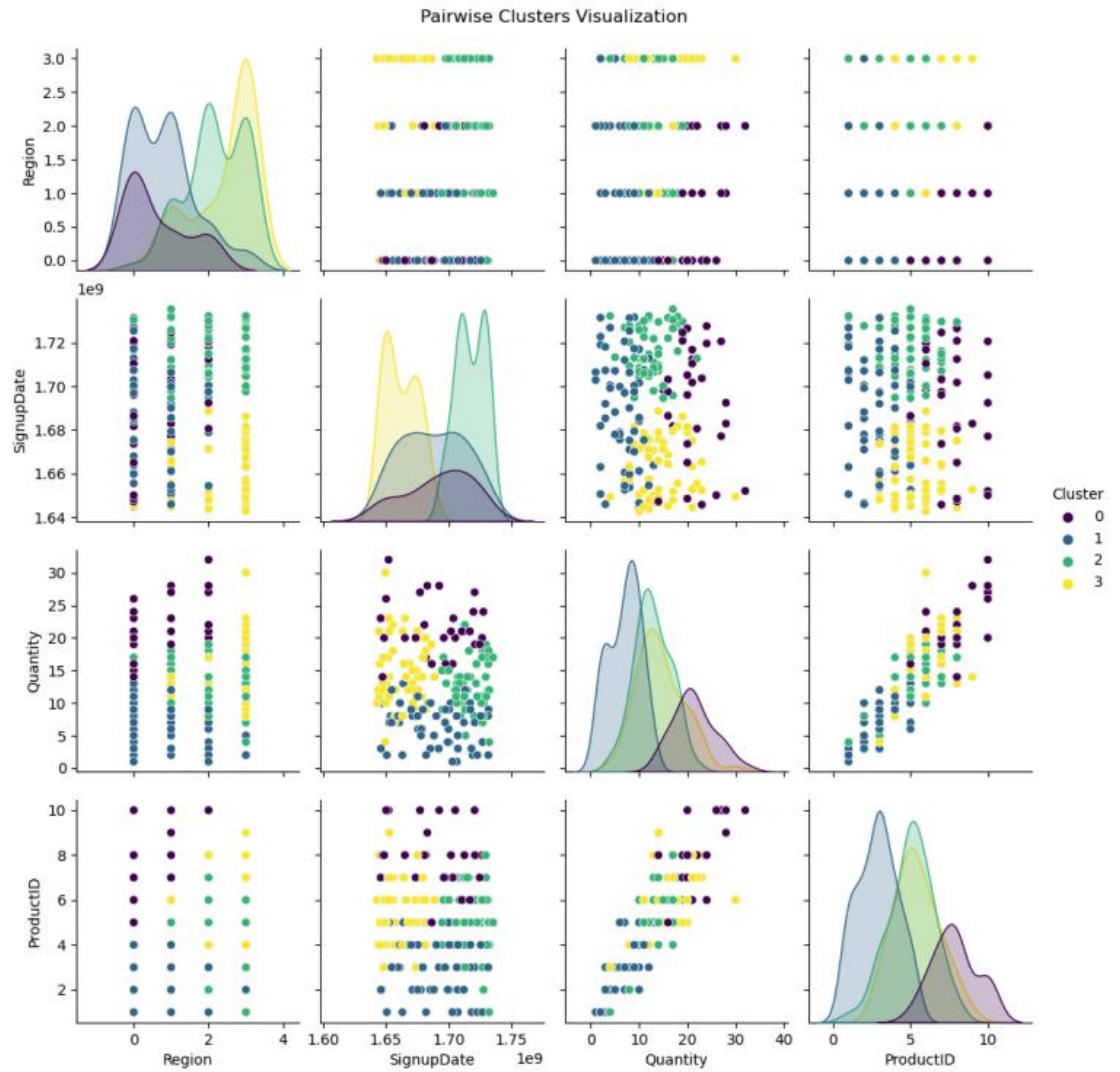 Pairwise Clusters Visualization
3.0
2.5
2.0
1.5
1.0
0.5
0.0
Region
1e9
1.72
1.70
1.68
1.66
1.64
SignupDate
Cluster
0
1
2
3
30
25
20
15
10
5
0
Quantity
10
8
6
4
2
ProductID
0 2 4
Region
1.60 1.65 1.70 1.75
SignupDate 1e9
0 10 20 30 40
Quantity
0 5 10
ProductID